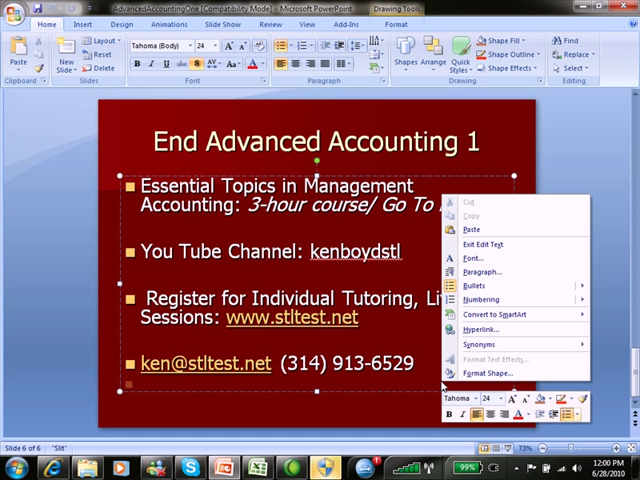 AdvancedAccountingOne [Compatibility Mode] - Microsoft PowerPoint
Drawing Tools
Home Insert Design Animations Slide Show Review View Add-Ins Format
Paste
Clipboard
New Slide
Layout
Reset
Delete
Slides
Tahoma (Body) 24
Font
Paragraph
Shapes
Arrange
Quick Styles
Shape Fill
Shape Outline
Shape Effects
Drawing
Find
Replace
Select
Editing
End Advanced Accounting 1
Essential Topics in Management
Accounting: 3-hour course/ Go To
You Tube Channel: kenboydstl
Register for Individual Tutoring, Li
Sessions: www.stltest.net
ken@stltest.net (314) 913-6529
Cut
Copy
Paste
Exit Edit Text
Font...
Paragraph...
Bullets
Numbering
Convert to SmartArt
Hyperlink...
Synonyms
Format Text Effects...
Format Shape...
Tahoma 24
Slide 6 of 6 "Slit"
73%
99%
12:00 PM
6/28/2010